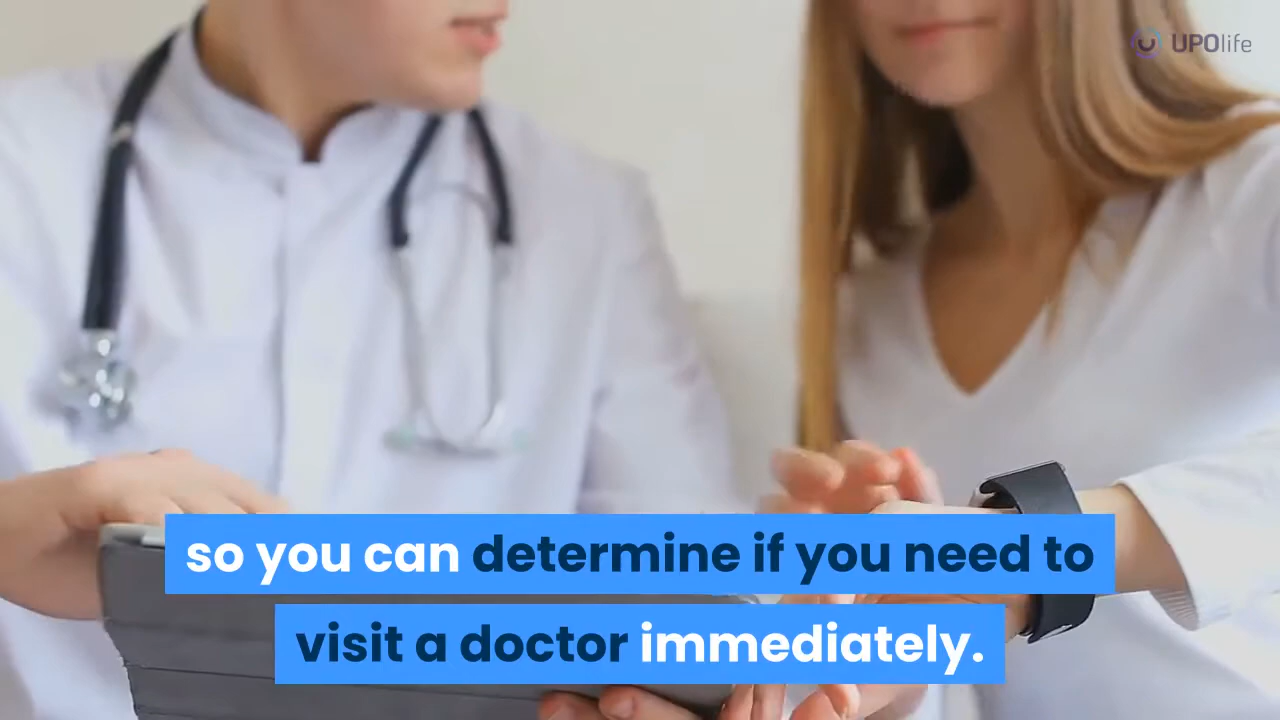 UPOlife
so you can determine if you need to
visit a doctor immediately.